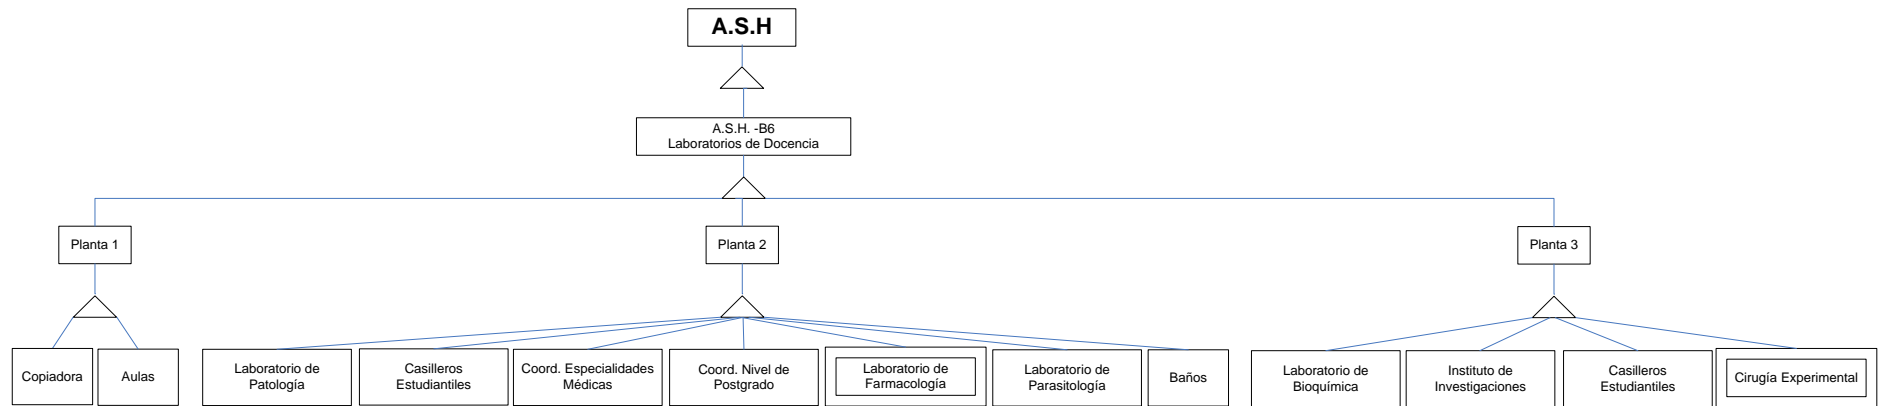 A.S.H
A.S.H. -B6
Laboratorios de Docencia
Planta 1
Planta 2
Planta 3
Copiadora
Aulas
Laboratorio de
Patología
Casilleros
Estudiantiles
Coord. Especialidades
Médicas
Coord. Nivel de
Postgrado
Laboratorio de
Farmacología
Laboratorio de
Parasitología
Baños
Laboratorio de
Bioquímica
Instituto de
Investigaciones
Casilleros
Estudiantiles
Cirugía Experimental